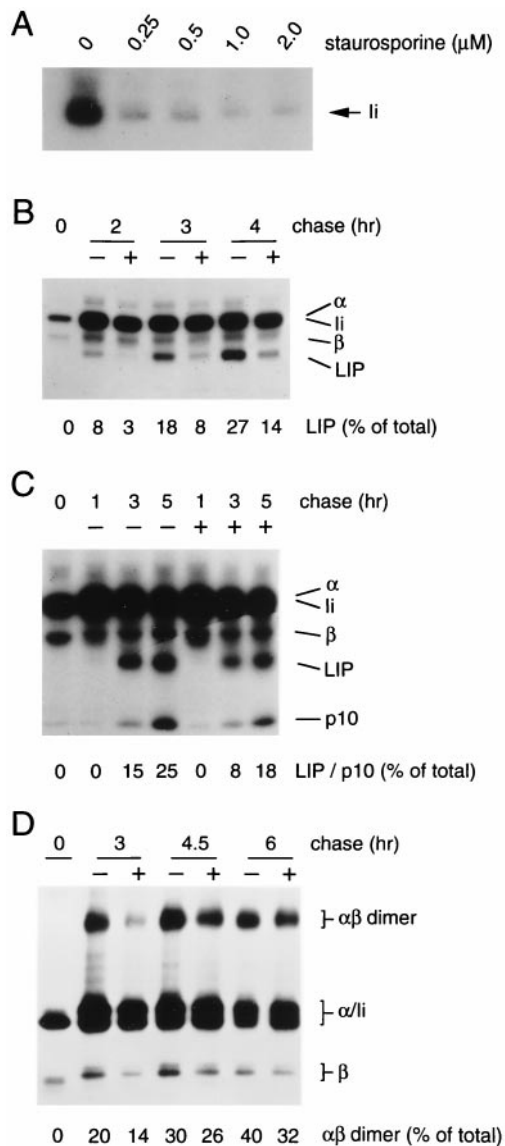 A
0 0.25 0.5 1.0 2.0 staurosporine (μM)
Ii
B
0 2 3 4 chase (hr)
− + − + − +
α
Ii
β
LIP
0 8 3 18 8 27 14 LIP (% of total)
C
0 1 3 5 1 3 5 chase (hr)
− − − + + +
α
Ii
β
LIP
p10
0 0 15 25 0 8 18 LIP / p10 (% of total)
D
0 3 4.5 6 chase (hr)
− + − + − +
αβ dimer
α/Ii
β
0 20 14 30 26 40 32 αβ dimer (% of total)